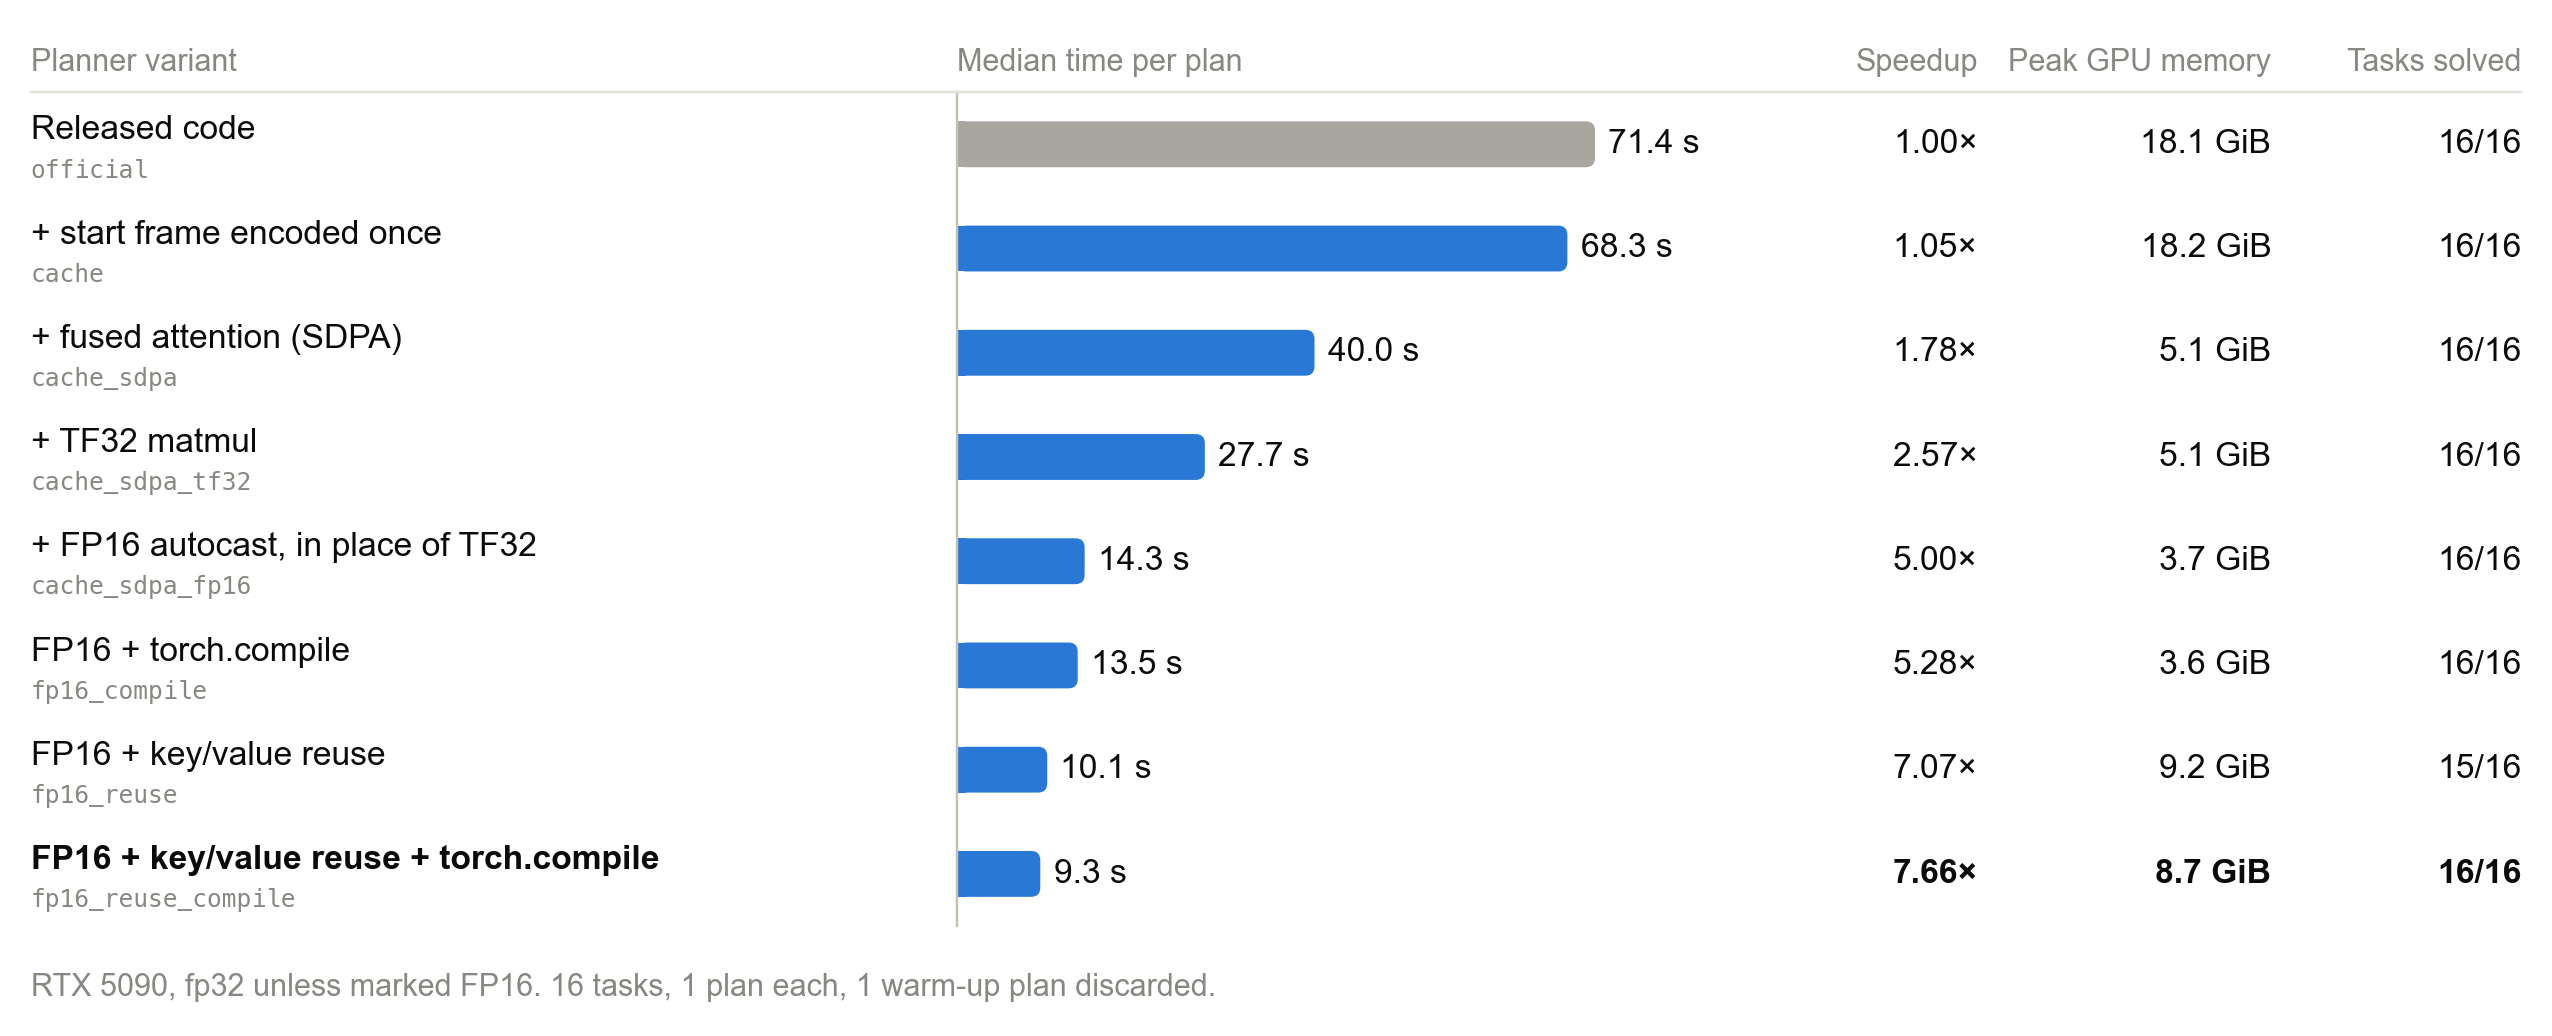 Planner variant Median time per plan Speedup Peak GPU memory Tasks solved
Released code
official
71.4 s 1.00× 18.1 GiB 16/16
+ start frame encoded once
cache
68.3 s 1.05× 18.2 GiB 16/16
+ fused attention (SDPA)
cache_sdpa
40.0 s 1.78× 5.1 GiB 16/16
+ TF32 matmul
cache_sdpa_tf32
27.7 s 2.57× 5.1 GiB 16/16
+ FP16 autocast, in place of TF32
cache_sdpa_fp16
14.3 s 5.00× 3.7 GiB 16/16
FP16 + torch.compile
fp16_compile
13.5 s 5.28× 3.6 GiB 16/16
FP16 + key/value reuse
fp16_reuse
10.1 s 7.07× 9.2 GiB 15/16
FP16 + key/value reuse + torch.compile
fp16_reuse_compile
9.3 s 7.66× 8.7 GiB 16/16
RTX 5090, fp32 unless marked FP16. 16 tasks, 1 plan each, 1 warm-up plan discarded.